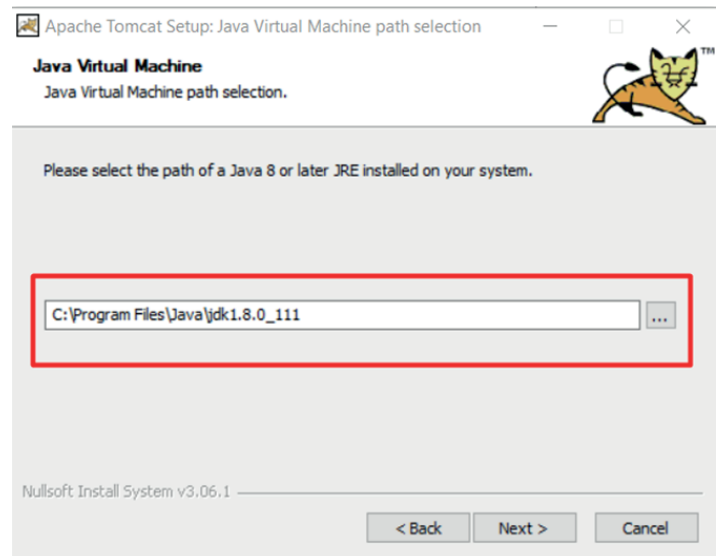 Apache Tomcat Setup: Java Virtual Machine path selection
Java Virtual Machine
Java Virtual Machine path selection.
TM
Please select the path of a Java 8 or later JRE installed on your system.
C:\Program Files\Java\jdk1.8.0_111
...
Nullsoft Install System v3.06.1
< Back
Next >
Cancel